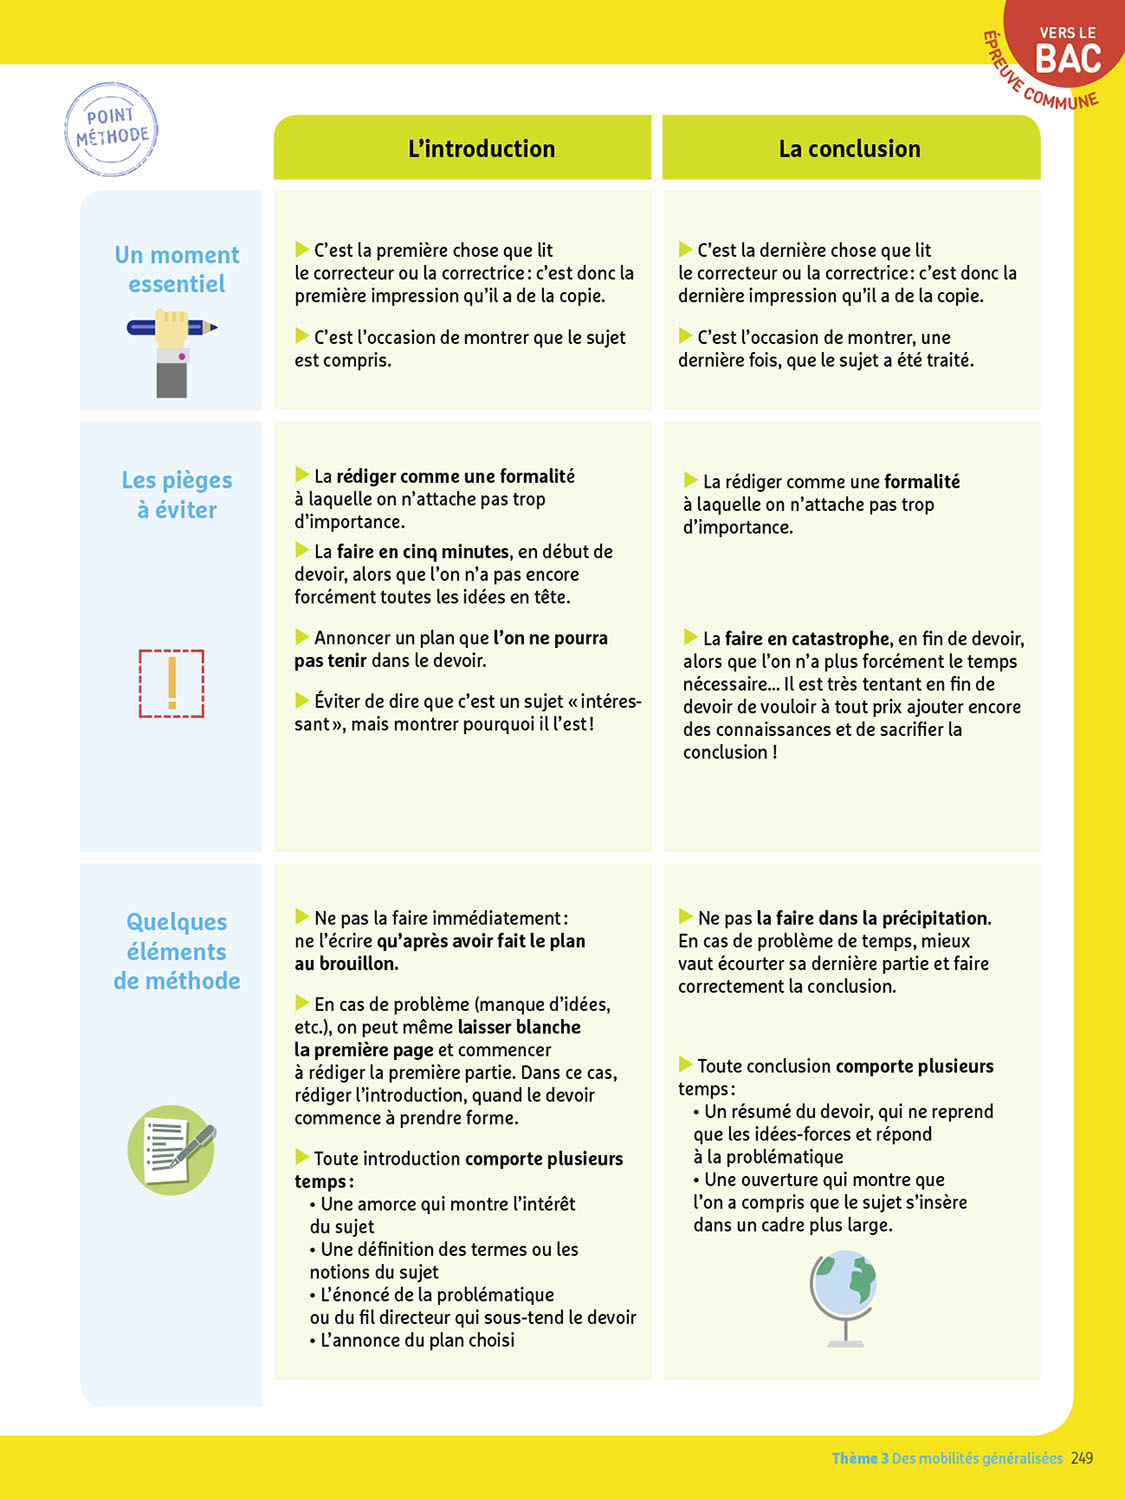 VERS LE
BAC
ÉPREUVE COMMUNE
POINT
MÉTHODE
L'introduction
La conclusion
Un moment
essentiel
▶ C'est la première chose que lit
le correcteur ou la correctrice : c'est donc la
première impression qu'il a de la copie.
▶ C'est l'occasion de montrer que le sujet
est compris.
▶ C'est la dernière chose que lit
le correcteur ou la correctrice : c'est donc la
dernière impression qu'il a de la copie.
▶ C'est l'occasion de montrer, une
dernière fois, que le sujet a été traité.
Les pièges
à éviter
▶ La rédiger comme une formalité
à laquelle on n'attache pas trop
d'importance.
▶ La faire en cinq minutes, en début de
devoir, alors que l'on n'a pas encore
forcément toutes les idées en tête.
▶ Annoncer un plan que l'on ne pourra
pas tenir dans le devoir.
▶ Éviter de dire que c'est un sujet « intéres-
sant », mais montrer pourquoi il l'est !
▶ La rédiger comme une formalité
à laquelle on n'attache pas trop
d'importance.
▶ La faire en catastrophe, en fin de devoir,
alors que l'on n'a plus forcément le temps
nécessaire... Il est très tentant en fin de
devoir de vouloir à tout prix ajouter encore
des connaissances et de sacrifier la
conclusion !
Quelques
éléments
de méthode
▶ Ne pas la faire immédiatement :
ne l'écrire qu'après avoir fait le plan
au brouillon.
▶ En cas de problème (manque d'idées,
etc.), on peut même laisser blanche
la première page et commencer
à rédiger la première partie. Dans ce cas,
rédiger l'introduction, quand le devoir
commence à prendre forme.
▶ Toute introduction comporte plusieurs
temps :
• Une amorce qui montre l'intérêt
du sujet
• Une définition des termes ou les
notions du sujet
• L'énoncé de la problématique
ou du fil directeur qui sous-tend le devoir
• L'annonce du plan choisi
▶ Ne pas la faire dans la précipitation.
En cas de problème de temps, mieux
vaut écourter sa dernière partie et faire
correctement la conclusion.
▶ Toute conclusion comporte plusieurs
temps :
• Un résumé du devoir, qui ne reprend
que les idées-forces et répond
à la problématique
• Une ouverture qui montre que
l'on a compris que le sujet s'insère
dans un cadre plus large.
Thème 3 Des mobilités généralisées 249